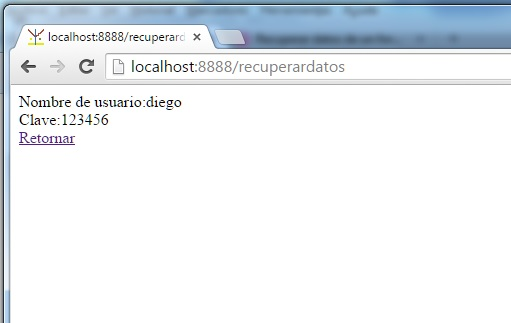 localhost:8888/recuperard
localhost:8888/recuperardatos
Nombre de usuario:diego
Clave:123456
Retornar